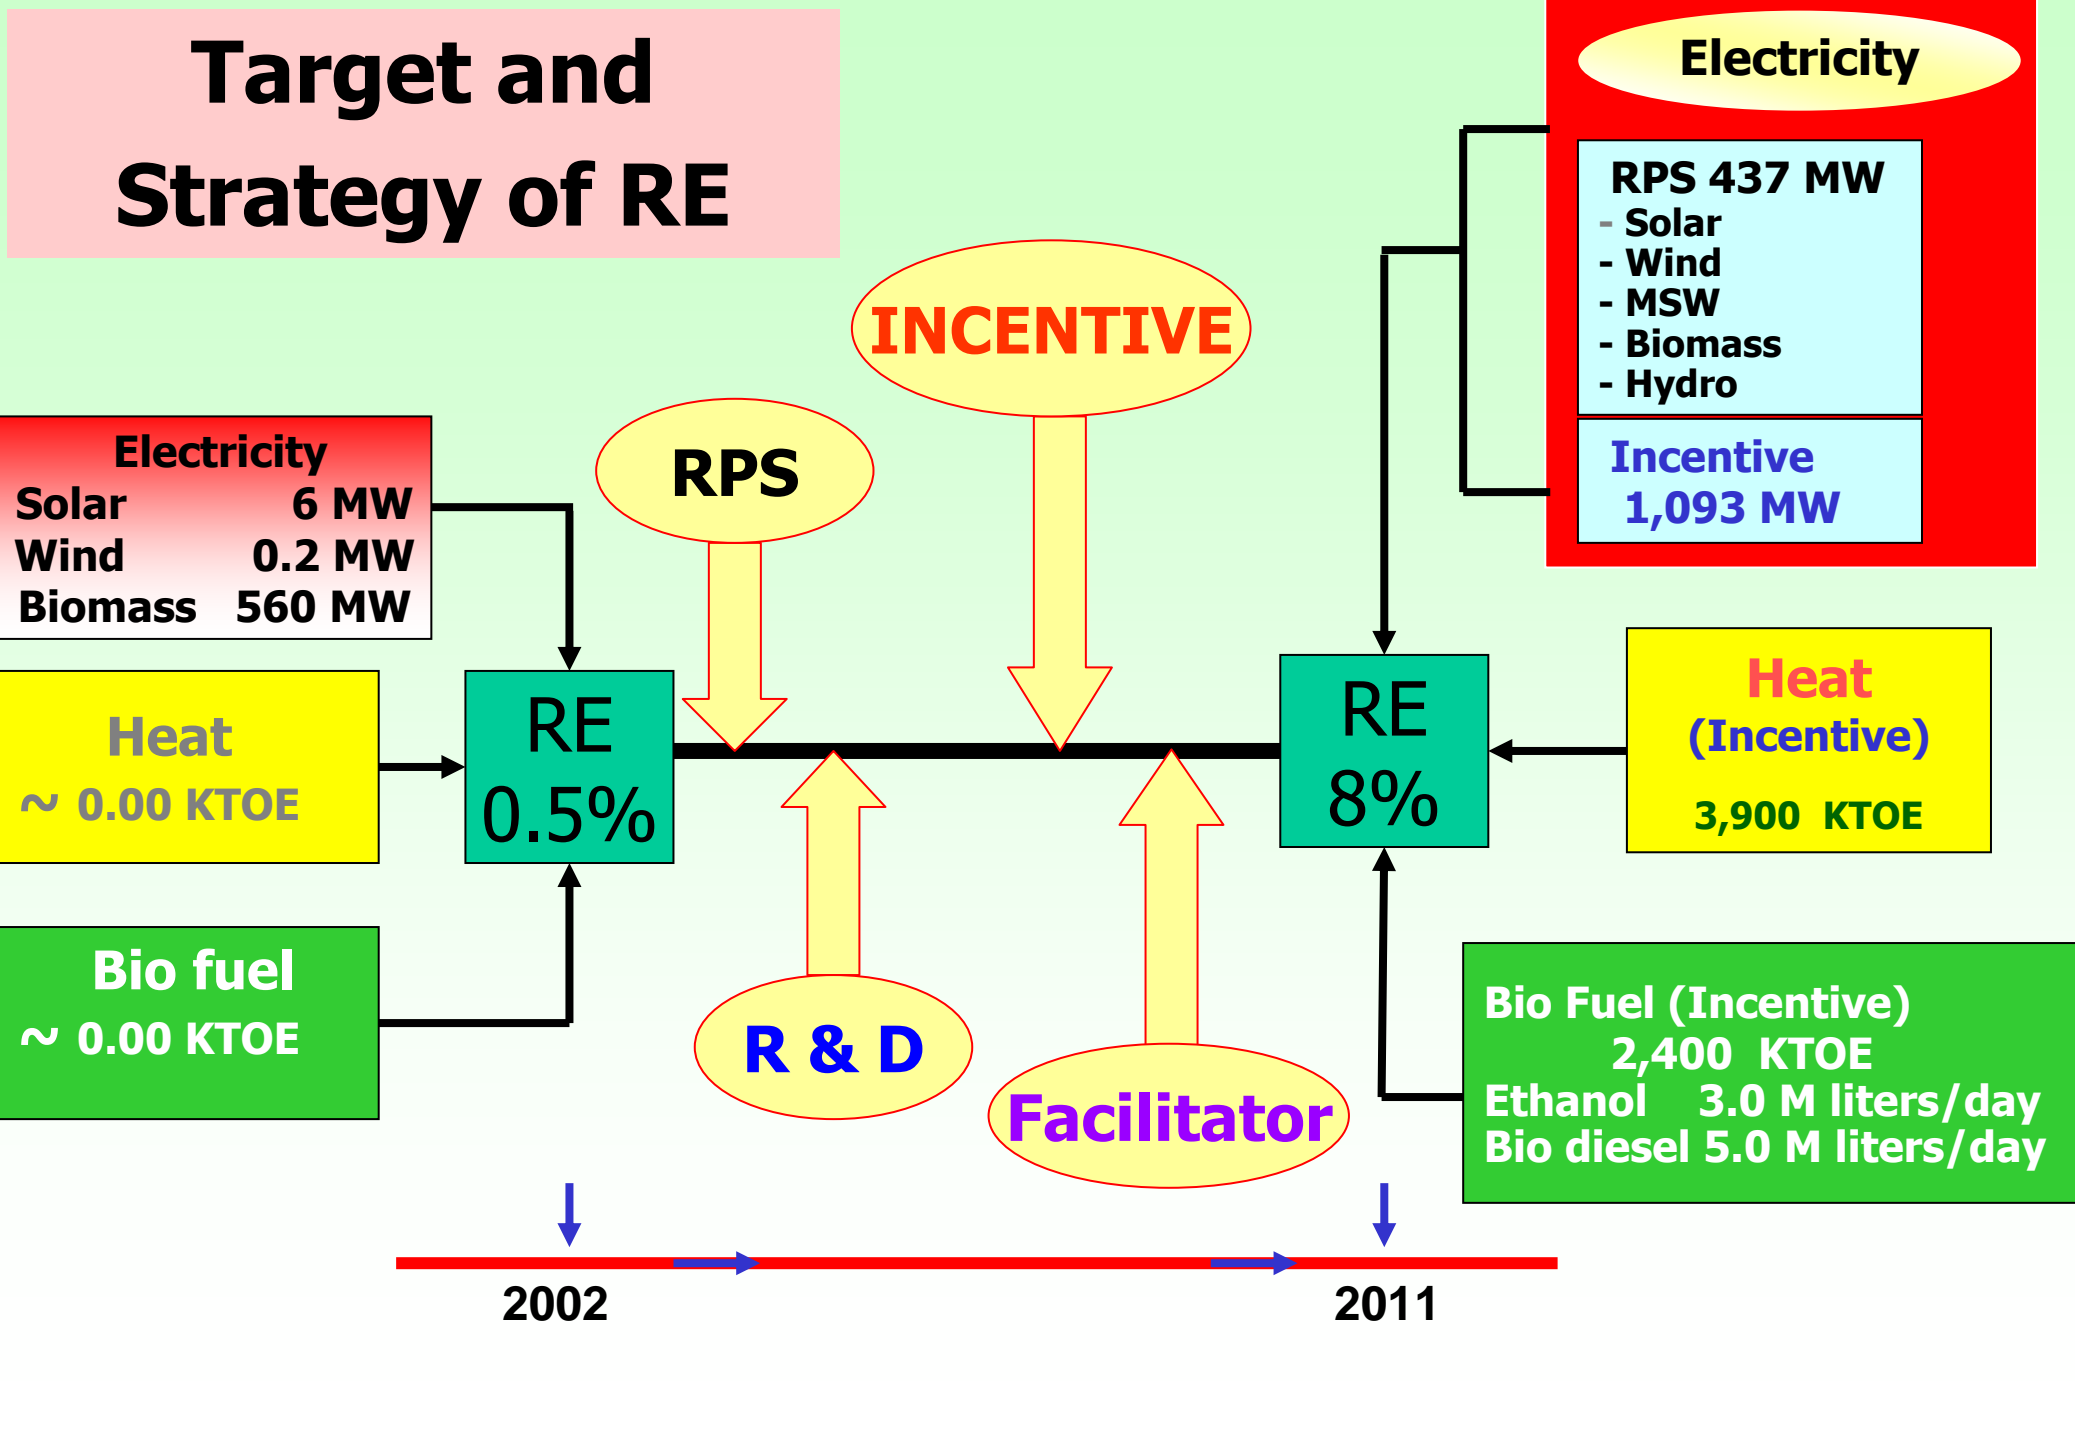 Target and
Strategy of RE
Electricity
RPS 437 MW
- Solar
- Wind
- MSW
- Biomass
- Hydro
Incentive
1,093 MW
INCENTIVE
RPS
Electricity
Solar 6 MW
Wind 0.2 MW
Biomass 560 MW
Heat
~ 0.00 KTOE
RE
0.5%
RE
8%
Heat
(Incentive)
3,900 KTOE
Bio fuel
~ 0.00 KTOE
R & D
Facilitator
Bio Fuel (Incentive)
2,400 KTOE
Ethanol 3.0 M liters/day
Bio diesel 5.0 M liters/day
2002
2011